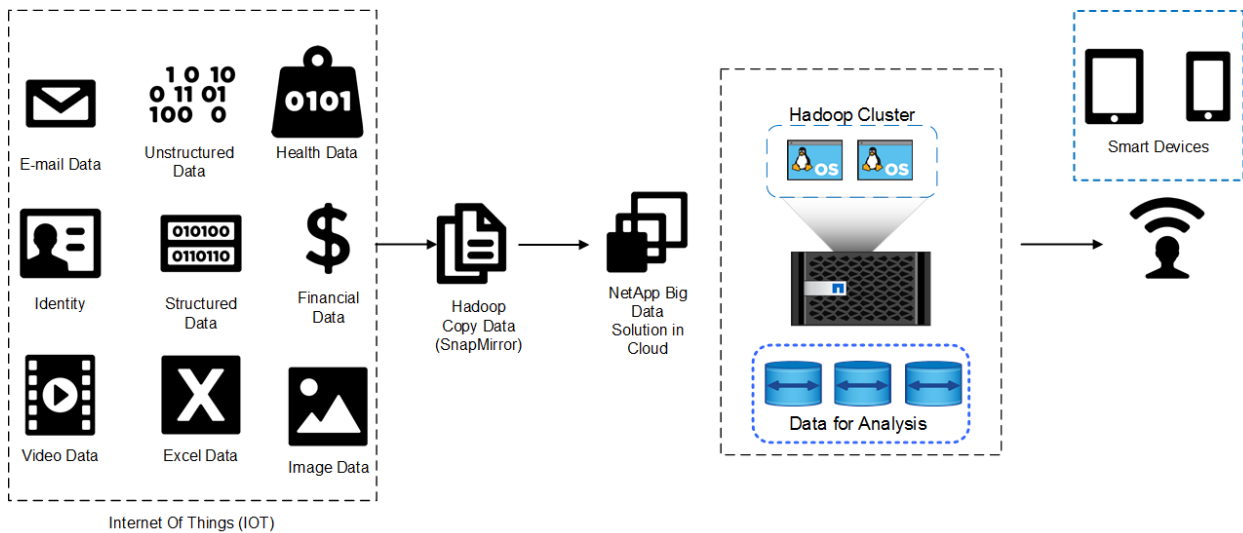 1 0 10
0 11 01
100 0
0101
E-mail Data
Unstructured
Data
Health Data
010100
0110110
$
Identity
Structured
Data
Financial
Data
X
Video Data
Excel Data
Image Data
Internet Of Things (IOT)
Hadoop
Copy Data
(SnapMirror)
NetApp Big
Data
Solution in
Cloud
Hadoop Cluster
OS
OS
Data for Analysis
Smart Devices